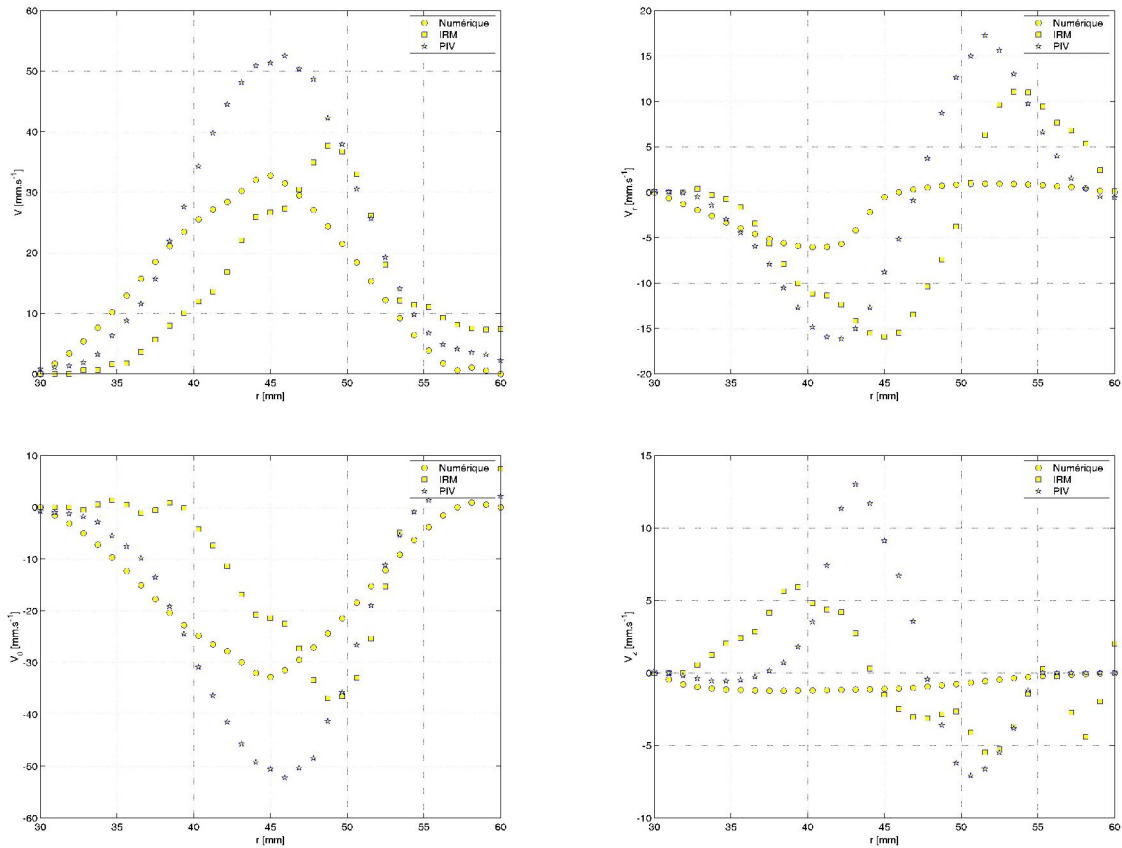 60
50
40
30
20
10
0
V [mm.s⁻¹]
30 35 40 45 50 55 60
r [mm]
Numérique
IRM
PIV
20
15
10
5
0
-5
-10
-15
-20
Vr [mm.s⁻¹]
30 35 40 45 50 55 60
r [mm]
Numérique
IRM
PIV
10
0
-10
-20
-30
-40
-50
-60
Vθ [mm.s⁻¹]
30 35 40 45 50 55 60
r [mm]
Numérique
IRM
PIV
15
10
5
0
-5
-10
Vz [mm.s⁻¹]
30 35 40 45 50 55 60
r [mm]
Numérique
IRM
PIV